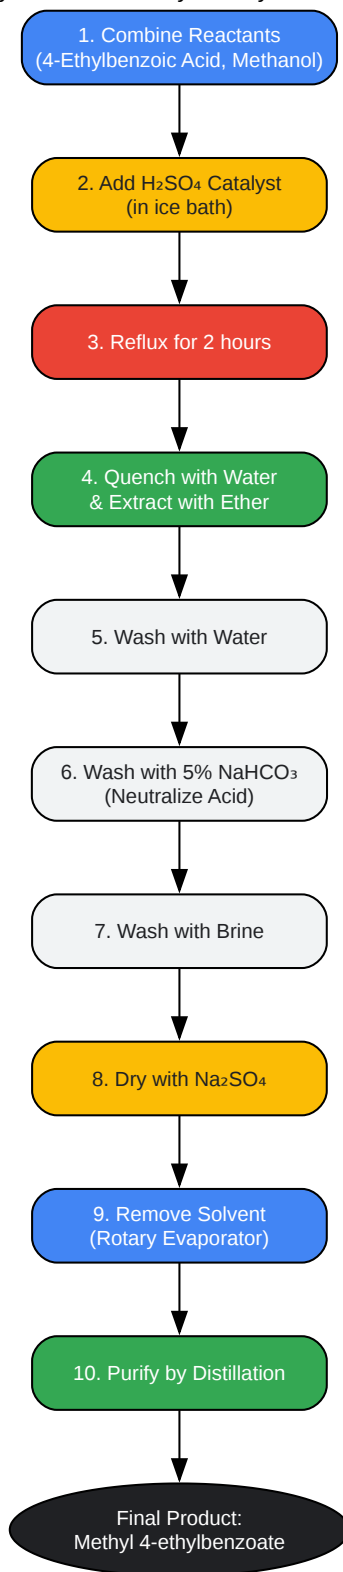 1. Combine Reactants
(4-Ethylbenzoic Acid, Methanol)
2. Add H₂SO₄ Catalyst
(in ice bath)
3. Reflux for 2 hours
4. Quench with Water
& Extract with Ether
5. Wash with Water
6. Wash with 5% NaHCO₃
(Neutralize Acid)
7. Wash with Brine
8. Dry with Na₂SO₄
9. Remove Solvent
(Rotary Evaporator)
10. Purify by Distillation
Final Product:
Methyl 4-ethylbenzoate